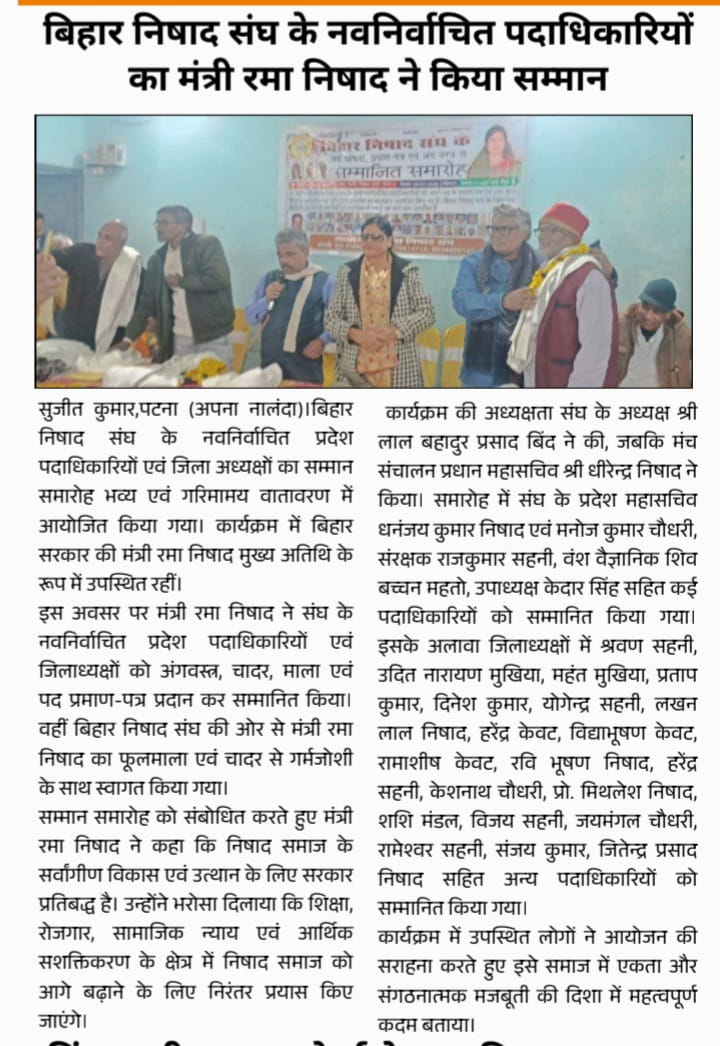 बिहार निषाद संघ के नवनिर्वाचित पदाधिकारियों
का मंत्री रमा निषाद ने किया सम्मान
बिहार निषाद संघ के
सम्मानित समारोह
निषाद संघ
सुजीत कुमार,पटना (अपना नालंदा)।बिहार
निषाद संघ के नवनिर्वाचित प्रदेश
पदाधिकारियों एवं जिला अध्यक्षों का सम्मान
समारोह भव्य एवं गरिमामय वातावरण में
आयोजित किया गया। कार्यक्रम में बिहार
सरकार की मंत्री रमा निषाद मुख्य अतिथि के
रूप में उपस्थित रहीं।
इस अवसर पर मंत्री रमा निषाद ने संघ के
नवनिर्वाचित प्रदेश पदाधिकारियों एवं
जिलाध्यक्षों को अंगवस्त्र, चादर, माला एवं
पद प्रमाण-पत्र प्रदान कर सम्मानित किया।
वहीं बिहार निषाद संघ की ओर से मंत्री रमा
निषाद का फूलमाला एवं चादर से गर्मजोशी
के साथ स्वागत किया गया।
सम्मान समारोह को संबोधित करते हुए मंत्री
रमा निषाद ने कहा कि निषाद समाज के
सर्वांगीण विकास एवं उत्थान के लिए सरकार
प्रतिबद्ध है। उन्होंने भरोसा दिलाया कि शिक्षा,
रोजगार, सामाजिक न्याय एवं आर्थिक
सशक्तिकरण के क्षेत्र में निषाद समाज को
आगे बढ़ाने के लिए निरंतर प्रयास किए
जाएंगे।
कार्यक्रम की अध्यक्षता संघ के अध्यक्ष श्री
लाल बहादुर प्रसाद बिंद ने की, जबकि मंच
संचालन प्रधान महासचिव श्री धीरेन्द्र निषाद ने
किया। समारोह में संघ के प्रदेश महासचिव
धनंजय कुमार निषाद एवं मनोज कुमार चौधरी,
संरक्षक राजकुमार सहनी, वंश वैज्ञानिक शिव
बच्चन महतो, उपाध्यक्ष केदार सिंह सहित कई
पदाधिकारियों को सम्मानित किया गया।
इसके अलावा जिलाध्यक्षों में श्रवण सहनी,
उदित नारायण मुखिया, महंत मुखिया, प्रताप
कुमार, दिनेश कुमार, योगेन्द्र सहनी, लखन
लाल निषाद, हरेंद्र केवट, विद्याभूषण केवट,
रामाशीष केवट, रवि भूषण निषाद, हरेंद्र
सहनी, केशनाथ चौधरी, प्रो. मिथलेश निषाद,
शशि मंडल, विजय सहनी, जयमंगल चौधरी,
रामेश्वर सहनी, संजय कुमार, जितेन्द्र प्रसाद
निषाद सहित अन्य पदाधिकारियों को
सम्मानित किया गया।
कार्यक्रम में उपस्थित लोगों ने आयोजन की
सराहना करते हुए इसे समाज में एकता और
संगठनात्मक मजबूती की दिशा में महत्वपूर्ण
कदम बताया।